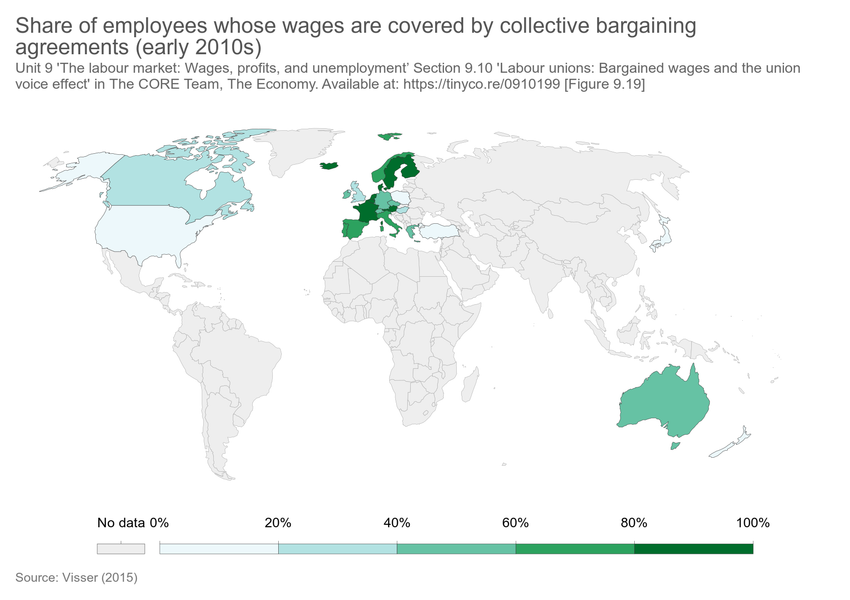 Share of employees whose wages are covered by collective bargaining
agreements (early 2010s)
Unit 9 'The labour market: Wages, profits, and unemployment’ Section 9.10 'Labour unions: Bargained wages and the union
voice effect' in The CORE Team, The Economy. Available at: https://tinyco.re/0910199 [Figure 9.19]
No data 0% 20% 40% 60% 80% 100%
Source: Visser (2015)